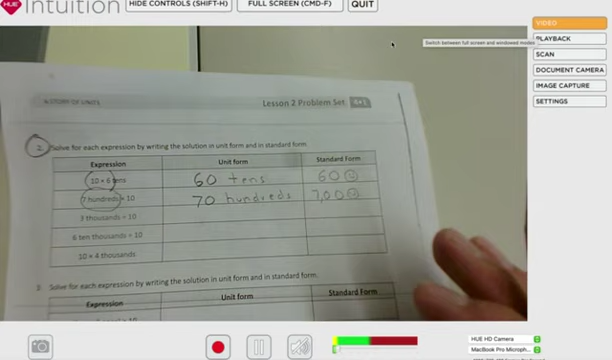 HUE Intuition HIDE CONTROLS (SHIFT-H) FULL SCREEN (CMD-F) QUIT
VIDEO
Switch between full screen and windowed modes
PLAYBACK
SCAN
DOCUMENT CAMERA
IMAGE CAPTURE
SETTINGS
A STORY OF UNITS Lesson 2 Problem Set 4•1
2. Solve for each expression by writing the solution in unit form and in standard form.
Expression Unit form Standard Form
10 × 6 tens 60 tens 600
7 hundreds × 10 70 hundreds 7,000
3 thousands ÷ 10
6 ten thousands ÷ 10
10 × 4 thousands
3. Solve for each expression by writing the solution in unit form and in standard form.
Expression Unit form Standard Form
HUE HD Camera
MacBook Pro Microph...